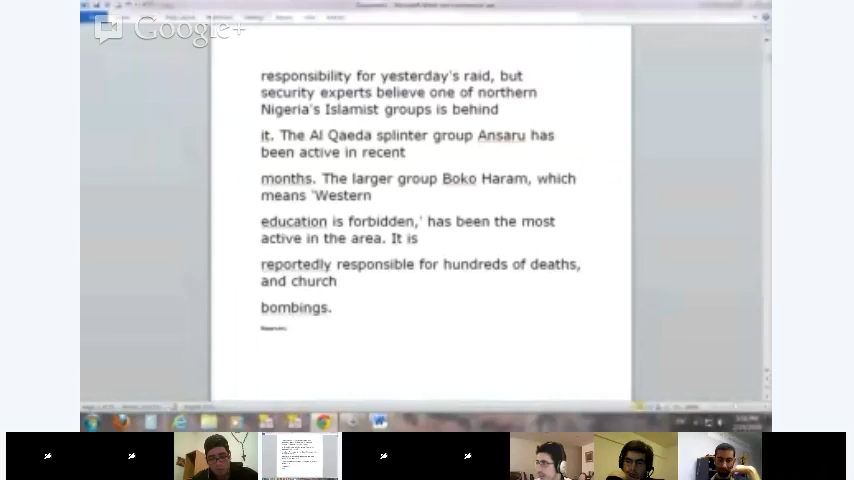 Google+
responsibility for yesterday's raid, but
security experts believe one of northern
Nigeria's Islamist groups is behind
it. The Al Qaeda splinter group Ansaru has
been active in recent
months. The larger group Boko Haram, which
means 'Western
education is forbidden,' has been the most
active in the area. It is
reportedly responsible for hundreds of deaths,
and church
bombings.